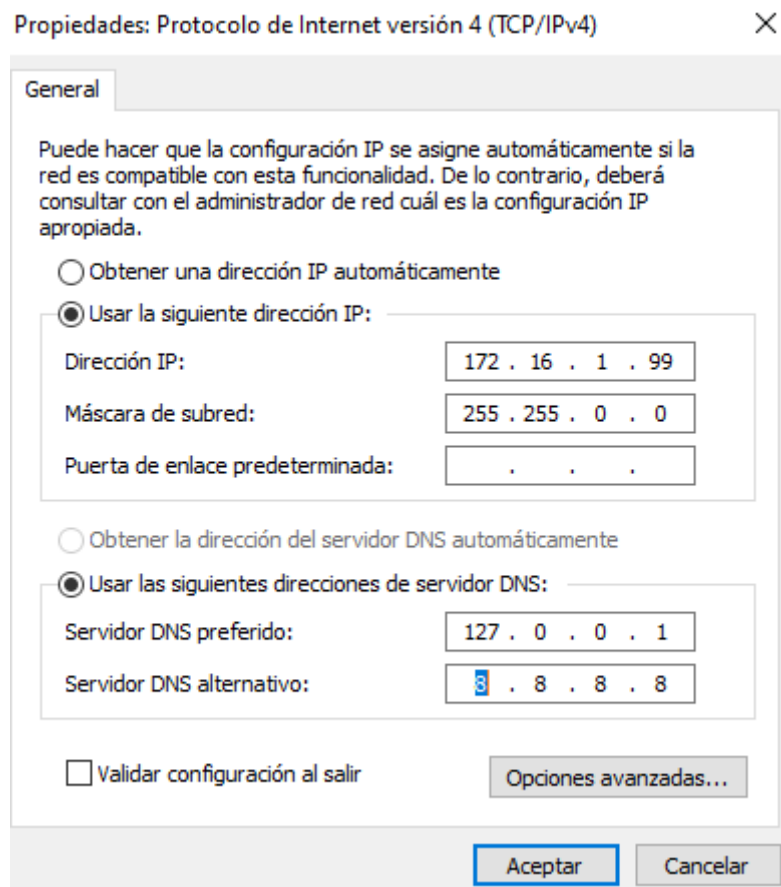 Propiedades: Protocolo de Internet versión 4 (TCP/IPv4)
General
Puede hacer que la configuración IP se asigne automáticamente si la
red es compatible con esta funcionalidad. De lo contrario, deberá
consultar con el administrador de red cuál es la configuración IP
apropiada.
Obtener una dirección IP automáticamente
Usar la siguiente dirección IP:
Dirección IP: 172 . 16 . 1 . 99
Máscara de subred: 255 . 255 . 0 . 0
Puerta de enlace predeterminada: . . .
Obtener la dirección del servidor DNS automáticamente
Usar las siguientes direcciones de servidor DNS:
Servidor DNS preferido: 127 . 0 . 0 . 1
Servidor DNS alternativo: 8 . 8 . 8 . 8
Validar configuración al salir Opciones avanzadas...
Aceptar Cancelar